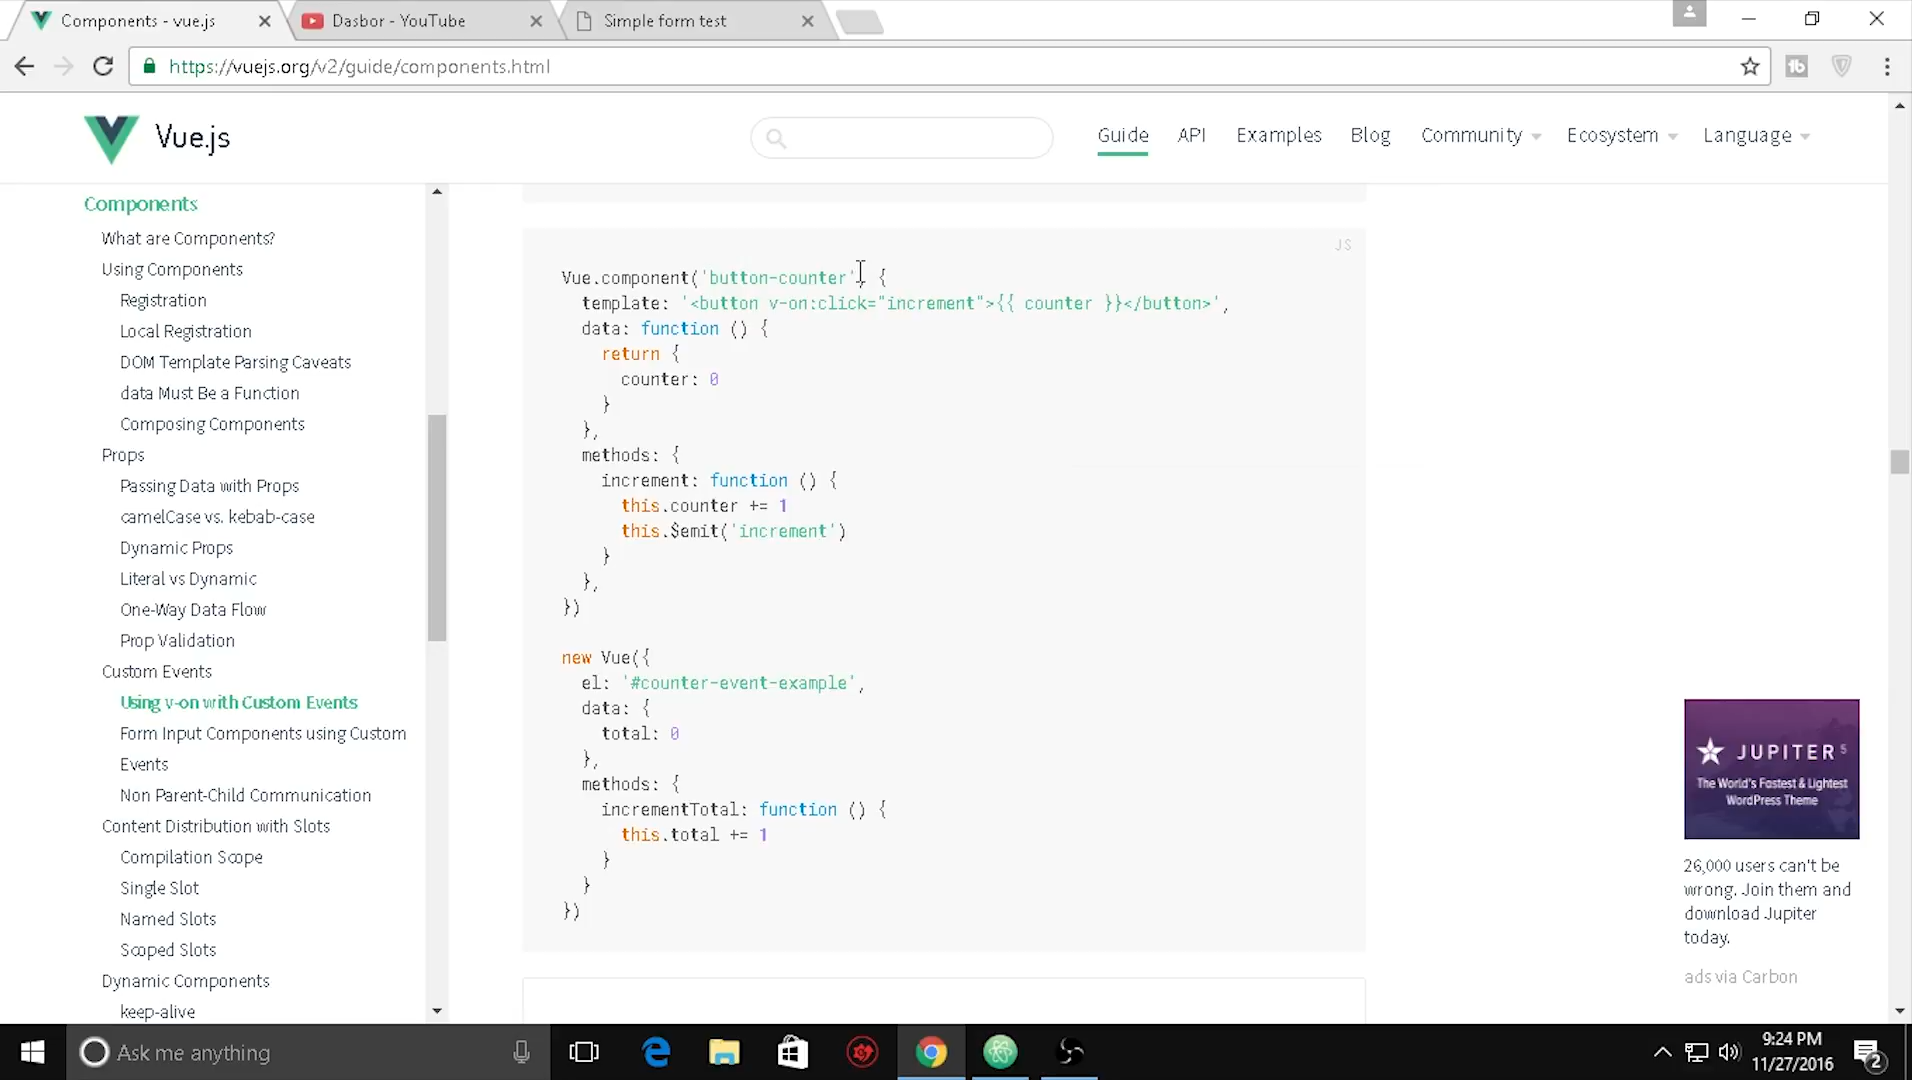 Components - vue.js
Dasbor - YouTube
Simple form test
https://vuejs.org/v2/guide/components.html
Vue.js
Guide
API
Examples
Blog
Community
Ecosystem
Language
Components
What are Components?
Using Components
Registration
Local Registration
DOM Template Parsing Caveats
data Must Be a Function
Composing Components
Props
Passing Data with Props
camelCase vs. kebab-case
Dynamic Props
Literal vs Dynamic
One-Way Data Flow
Prop Validation
Custom Events
Using v-on with Custom Events
Form Input Components using Custom
Events
Non Parent-Child Communication
Content Distribution with Slots
Compilation Scope
Single Slot
Named Slots
Scoped Slots
Dynamic Components
keep-alive
JS
Vue.component('button-counter', {
template: '<button v-on:click="increment">{{ counter }}</button>',
data: function () {
return {
counter: 0
}
},
methods: {
increment: function () {
this.counter += 1
this.$emit('increment')
}
},
})
new Vue({
el: '#counter-event-example',
data: {
total: 0
},
methods: {
incrementTotal: function () {
this.total += 1
}
}
})
JUPITER 5
The World's Fastest & Lightest
WordPress Theme
26,000 users can't be
wrong. Join them and
download Jupiter
today.
ads via Carbon
Ask me anything
9:24 PM
11/27/2016
2